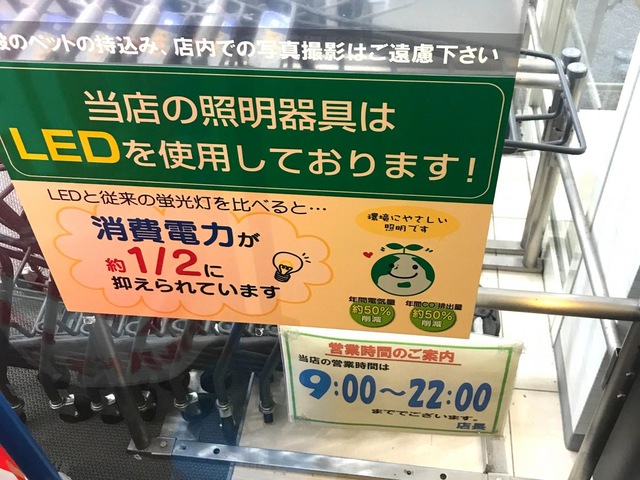 のペットの持込み、店内での写真撮影はご遠慮下さい
当店の照明器具は
LEDを使用しております!
LEDと従来の蛍光灯を比べると…
消費電力が
約1/2に
抑えられています
環境にやさしい
照明です
年間電気量
約50%
削減
年間CO2排出量
約50%
削減
営業時間のご案内
当店の営業時間は
9:00～22:00
まででございます。
店長